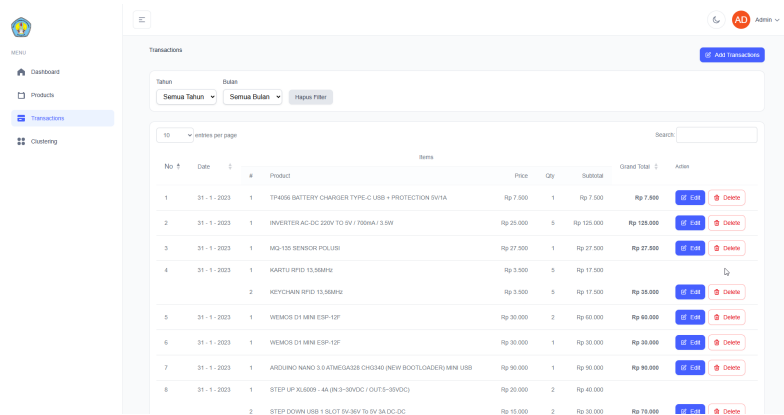 AD Admin
MENU
Dashboard
Products
Transactions
Clustering
Transactions
Add Transactions
Tahun Bulan
Semua Tahun Semua Bulan Hapus Filter
10 entries per page Search:
Items
No Date Grand Total Action
# Product Price Qty Subtotal
1 31 - 1 - 2023 1 TP4056 BATTERY CHARGER TYPE-C USB + PROTECTION 5V/1A Rp 7.500 1 Rp 7.500 Rp 7.500 Edit Delete
2 31 - 1 - 2023 1 INVERTER AC-DC 220V TO 5V / 700mA / 3.5W Rp 25.000 5 Rp 125.000 Rp 125.000 Edit Delete
3 31 - 1 - 2023 1 MQ-135 SENSOR POLUSI Rp 27.500 1 Rp 27.500 Rp 27.500 Edit Delete
4 31 - 1 - 2023 1 KARTU RFID 13,56MHz Rp 3.500 5 Rp 17.500
2 KEYCHAIN RFID 13,56MHz Rp 3.500 5 Rp 17.500 Rp 35.000 Edit Delete
5 31 - 1 - 2023 1 WEMOS D1 MINI ESP-12F Rp 30.000 2 Rp 60.000 Rp 60.000 Edit Delete
6 31 - 1 - 2023 1 WEMOS D1 MINI ESP-12F Rp 30.000 1 Rp 30.000 Rp 30.000 Edit Delete
7 31 - 1 - 2023 1 ARDUINO NANO 3.0 ATMEGA328 CHG340 (NEW BOOTLOADER) MINI USB Rp 90.000 1 Rp 90.000 Rp 90.000 Edit Delete
8 31 - 1 - 2023 1 STEP UP XL6009 - 4A (IN:3~30VDC / OUT:5~35VDC) Rp 20.000 2 Rp 40.000
2 STEP DOWN USB 1 SLOT 5V-36V To 5V 3A DC-DC Rp 15.000 2 Rp 30.000 Rp 70.000 Edit Delete